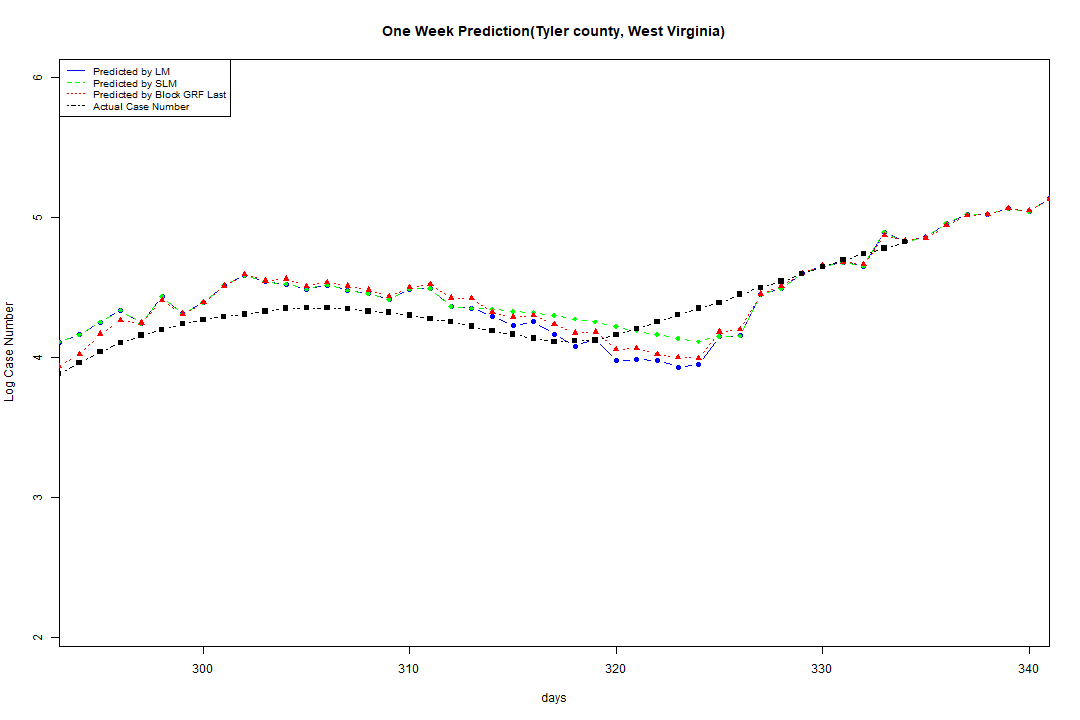 One Week Prediction(Tyler county, West Virginia)
Predicted by LM
Predicted by SLM
Predicted by Block GRF Last
Actual Case Number
6
5
4
3
2
Log Case Number
300 310 320 330 340
days